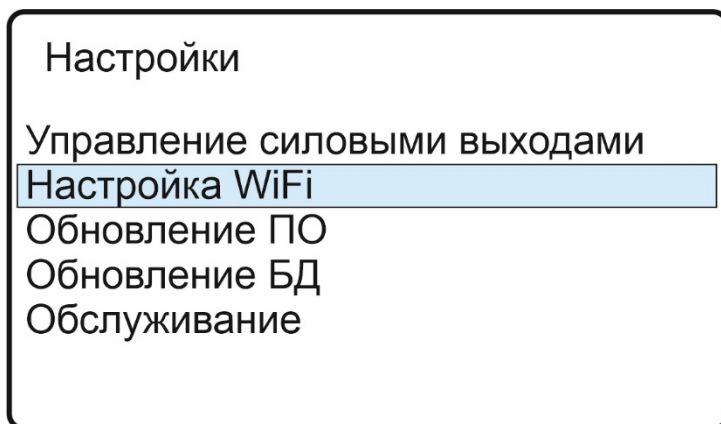 Настройки
Управление силовыми выходами
Настройка WiFi
Обновление ПО
Обновление БД
Обслуживание